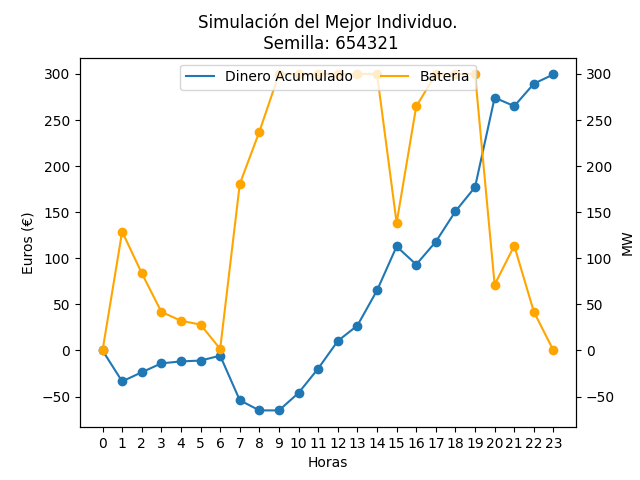 Simulación del Mejor Individuo.
Semilla: 654321
Dinero Acumulado
Bateria
Euros (€)
300
250
200
150
100
50
0
−50
MW
300
250
200
150
100
50
0
−50
0 1 2 3 4 5 6 7 8 9 10 11 12 13 14 15 16 17 18 19 20 21 22 23
Horas